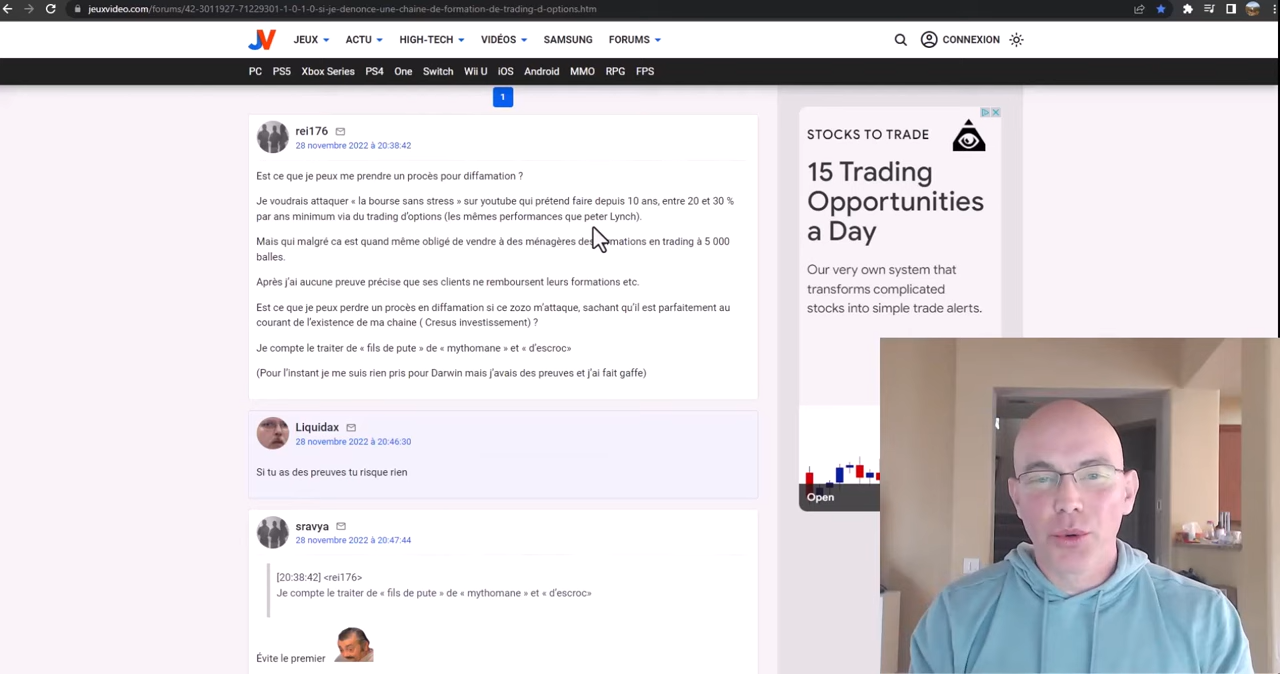 jeuxvideo.com/forums/42-3011927-71229301-1-0-1-0-si-je-denonce-une-chaine-de-formation-de-trading-d-options.htm
JV JEUX ACTU HIGH-TECH VIDÉOS SAMSUNG FORUMS CONNEXION
PC PS5 Xbox Series PS4 One Switch Wii U iOS Android MMO RPG FPS
1
rei176
28 novembre 2022 à 20:38:42
Est ce que je peux me prendre un procès pour diffamation ?
Je voudrais attaquer « la bourse sans stress » sur youtube qui prétend faire depuis 10 ans, entre 20 et 30 %
par ans minimum via du trading d'options (les mêmes performances que peter Lynch).
Mais qui malgré ca est quand même obligé de vendre à des ménagères des mations en trading à 5 000
balles.
Après j'ai aucune preuve précise que ses clients ne remboursent leurs formations etc.
Est ce que je peux perdre un procès en diffamation si ce zozo m'attaque, sachant qu'il est parfaitement au
courant de l'existence de ma chaine ( Cresus investissement) ?
Je compte le traiter de « fils de pute » de « mythomane » et « d'escroc»
(Pour l'instant je me suis rien pris pour Darwin mais j'avais des preuves et j'ai fait gaffe)
Liquidax
28 novembre 2022 à 20:46:30
Si tu as des preuves tu risque rien
sravya
28 novembre 2022 à 20:47:44
[20:38:42] <rei176>
Je compte le traiter de « fils de pute » de « mythomane » et « d'escroc»
Évite le premier
STOCKS TO TRADE
15 Trading
Opportunities
a Day
Our very own system that
transforms complicated
stocks into simple trade alerts.
Open